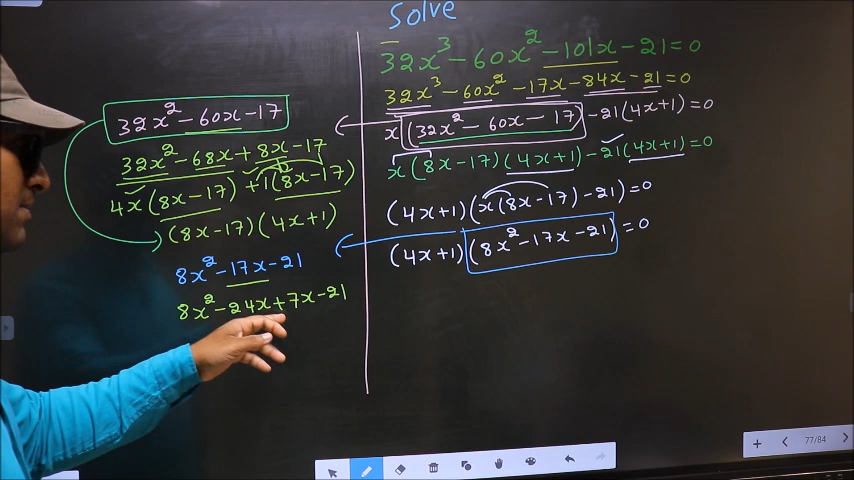 Solve
32x³ - 60x² - 101x - 21 = 0
32x³ - 60x² - 17x - 84x - 21 = 0
x(32x² - 60x - 17) - 21(4x+1) = 0
x(8x-17)(4x+1) - 21(4x+1) = 0
(4x+1)(x(8x-17) - 21) = 0
(4x+1)(8x² - 17x - 21) = 0
32x² - 60x - 17
32x² - 68x + 8x - 17
4x(8x-17) + 1(8x-17)
(8x-17)(4x+1)
8x² - 17x - 21
8x² - 24x + 7x - 21
77/84